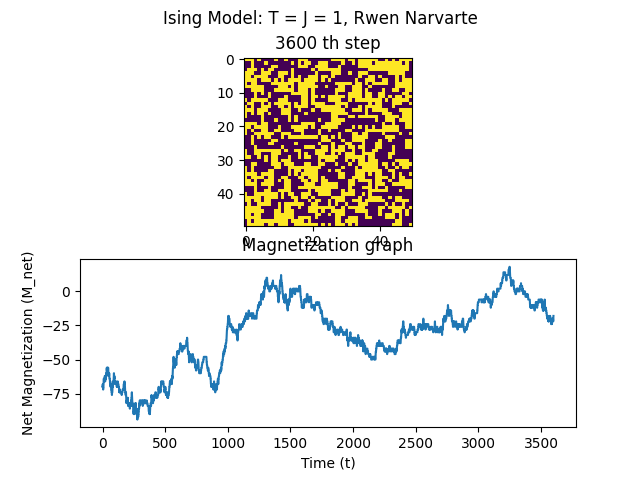 Ising Model: T = J = 1, Rwen Narvarte
3600 th step
0
10
20
30
40
0 20 40
Magnetization graph
Net Magnetization (M_net)
0
−25
−50
−75
0 500 1000 1500 2000 2500 3000 3500
Time (t)